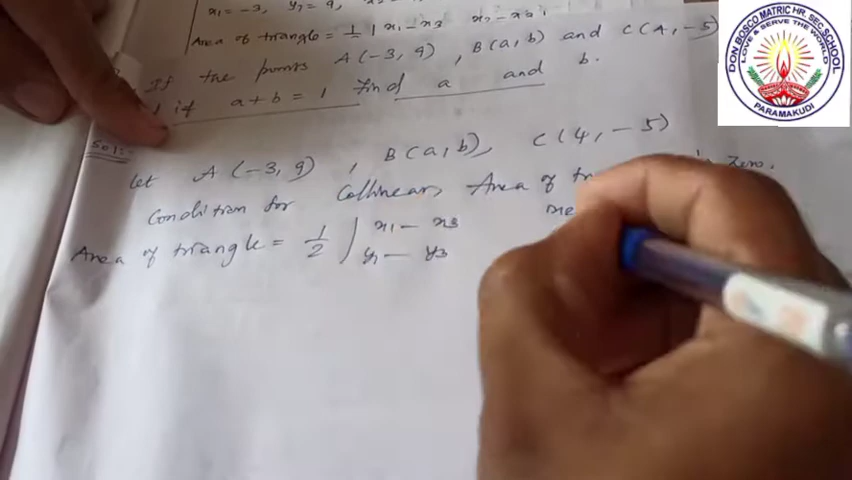 x1 = -3, y1 = 9,
Area of triangle = 1/2 | x1 - x3 x2 - x3
If the points A(-3, 9), B(a, b) and C(4, -5)
if a + b = 1 find a and b.
Sol:-
let A(-3, 9), B(a, b), C(4, -5)
Condition for Collinear, Area of zero.
Area of triangle = 1/2 | x1 - x3
y1 - y3
DON BOSCO MATRIC HR. SEC. SCHOOL
LOVE & SERVE THE WORLD
PARAMAKUDI